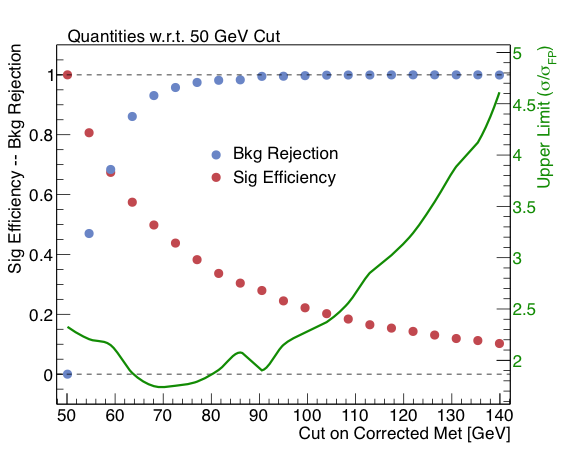 Quantities w.r.t. 50 GeV Cut
Sig Efficiency -- Bkg Rejection
1
0.8
0.6
0.4
0.2
0
Bkg Rejection
Sig Efficiency
5
4.5
4
3.5
3
2.5
2
Upper Limit (σ/σFP)
50 60 70 80 90 100 110 120 130 140
Cut on Corrected Met [GeV]